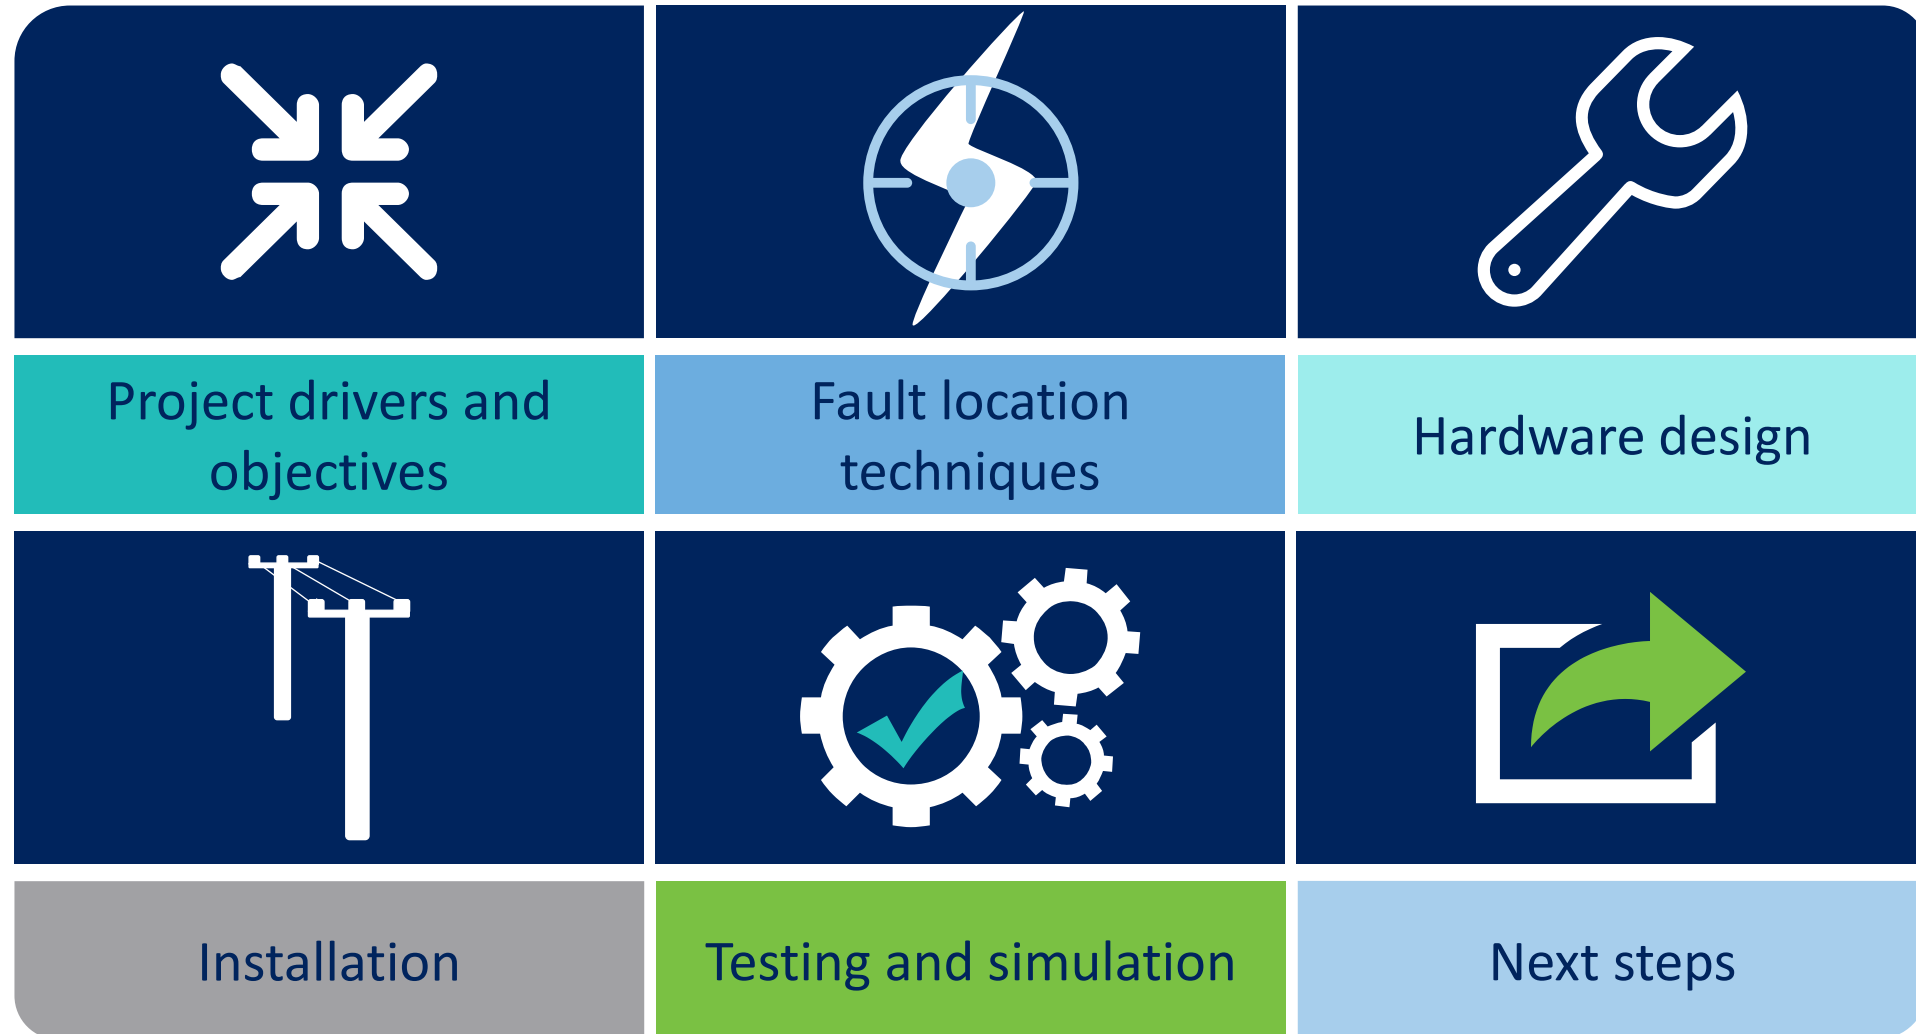 Project drivers and
objectives
Fault location
techniques
Hardware design
Installation
Testing and simulation
Next steps